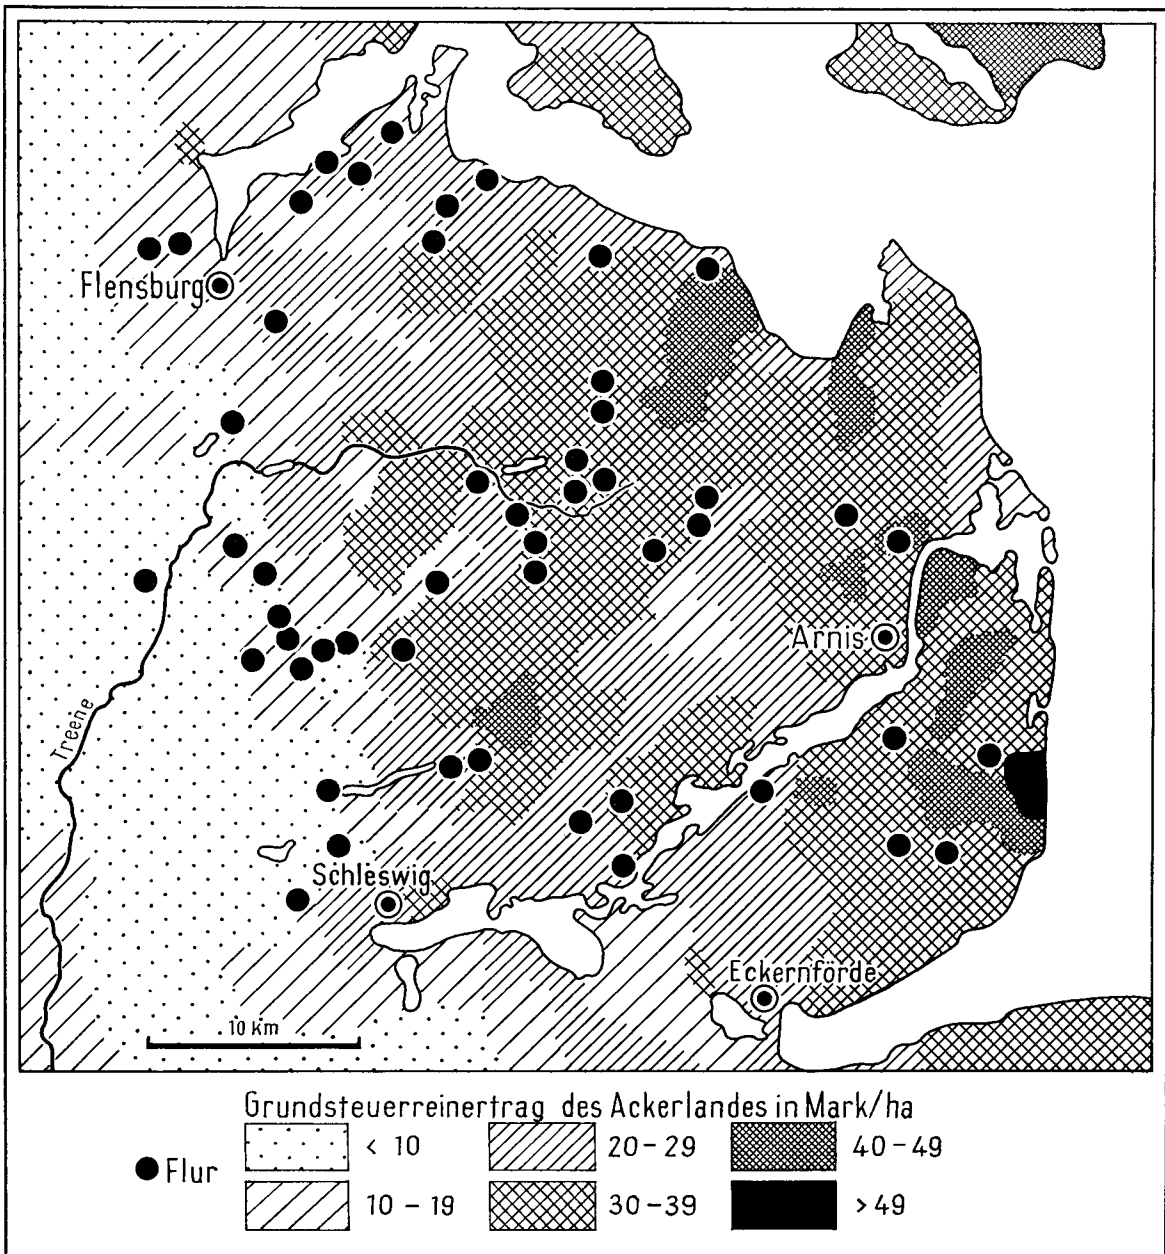 Flensburg
Arnis
Treene
Schleswig
Eckernförde
10 Km
Grundsteuerreinertrag des Ackerlandes in Mark/ha
Flur
< 10
20-29
40-49
10 - 19
30-39
> 49